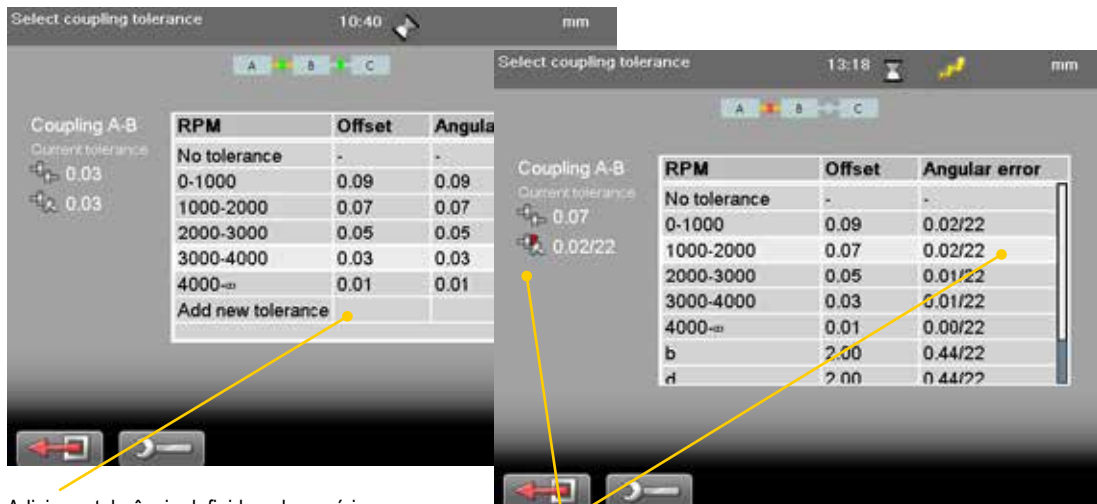 Select coupling tolerance 10:40 mm
A B C
Coupling A-B
Current tolerance
0.03
0.03
RPM Offset Angula
No tolerance - -
0-1000 0.09 0.09
1000-2000 0.07 0.07
2000-3000 0.05 0.05
3000-4000 0.03 0.03
4000-∞ 0.01 0.01
Add new tolerance
Select coupling tolerance 13:18 mm
A B C
Coupling A-B
Current tolerance
0.07
0.02/22
RPM Offset Angular error
No tolerance - -
0-1000 0.09 0.02/22
1000-2000 0.07 0.02/22
2000-3000 0.05 0.01/22
3000-4000 0.03 0.01/22
4000-∞ 0.01 0.00/22
b 2.00 0.44/22
d 2.00 0.44/22